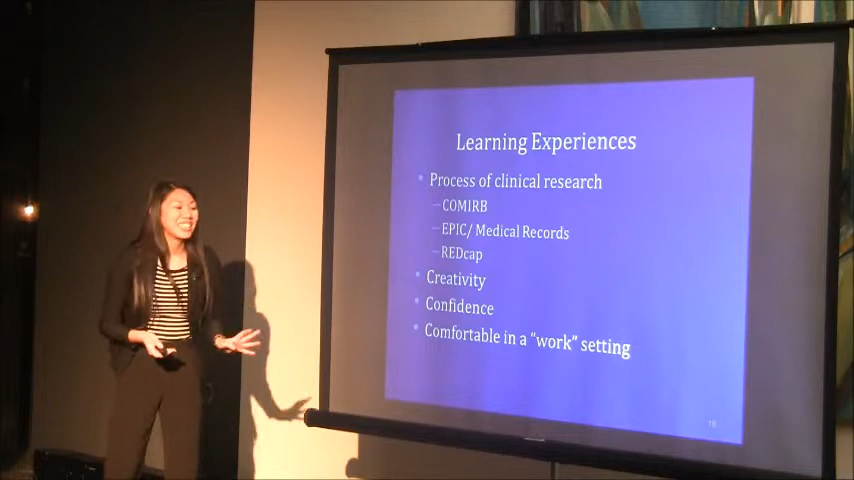 Learning Experiences
• Process of clinical research
–COMIRB
–EPIC/ Medical Records
–REDcap
• Creativity
• Confidence
• Comfortable in a “work” setting